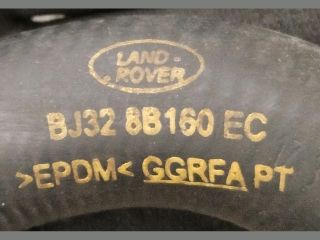 LAND-
ROVER
BJ32 8B160 EC
>EPDM< GGRFA PT